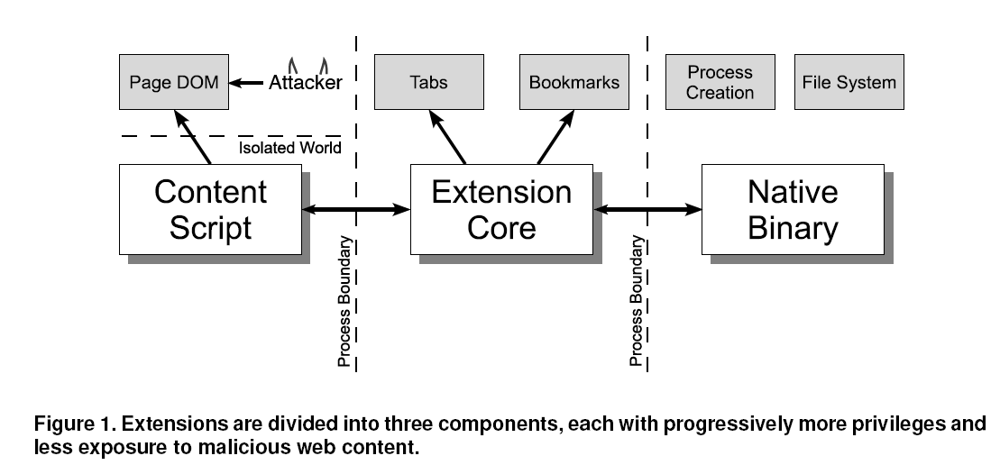 Page DOM
Attacker
Tabs
Bookmarks
Process
Creation
File System
Isolated World
Content
Script
Extension
Core
Native
Binary
Process Boundary
Process Boundary
Figure 1. Extensions are divided into three components, each with progressively more privileges and
less exposure to malicious web content.